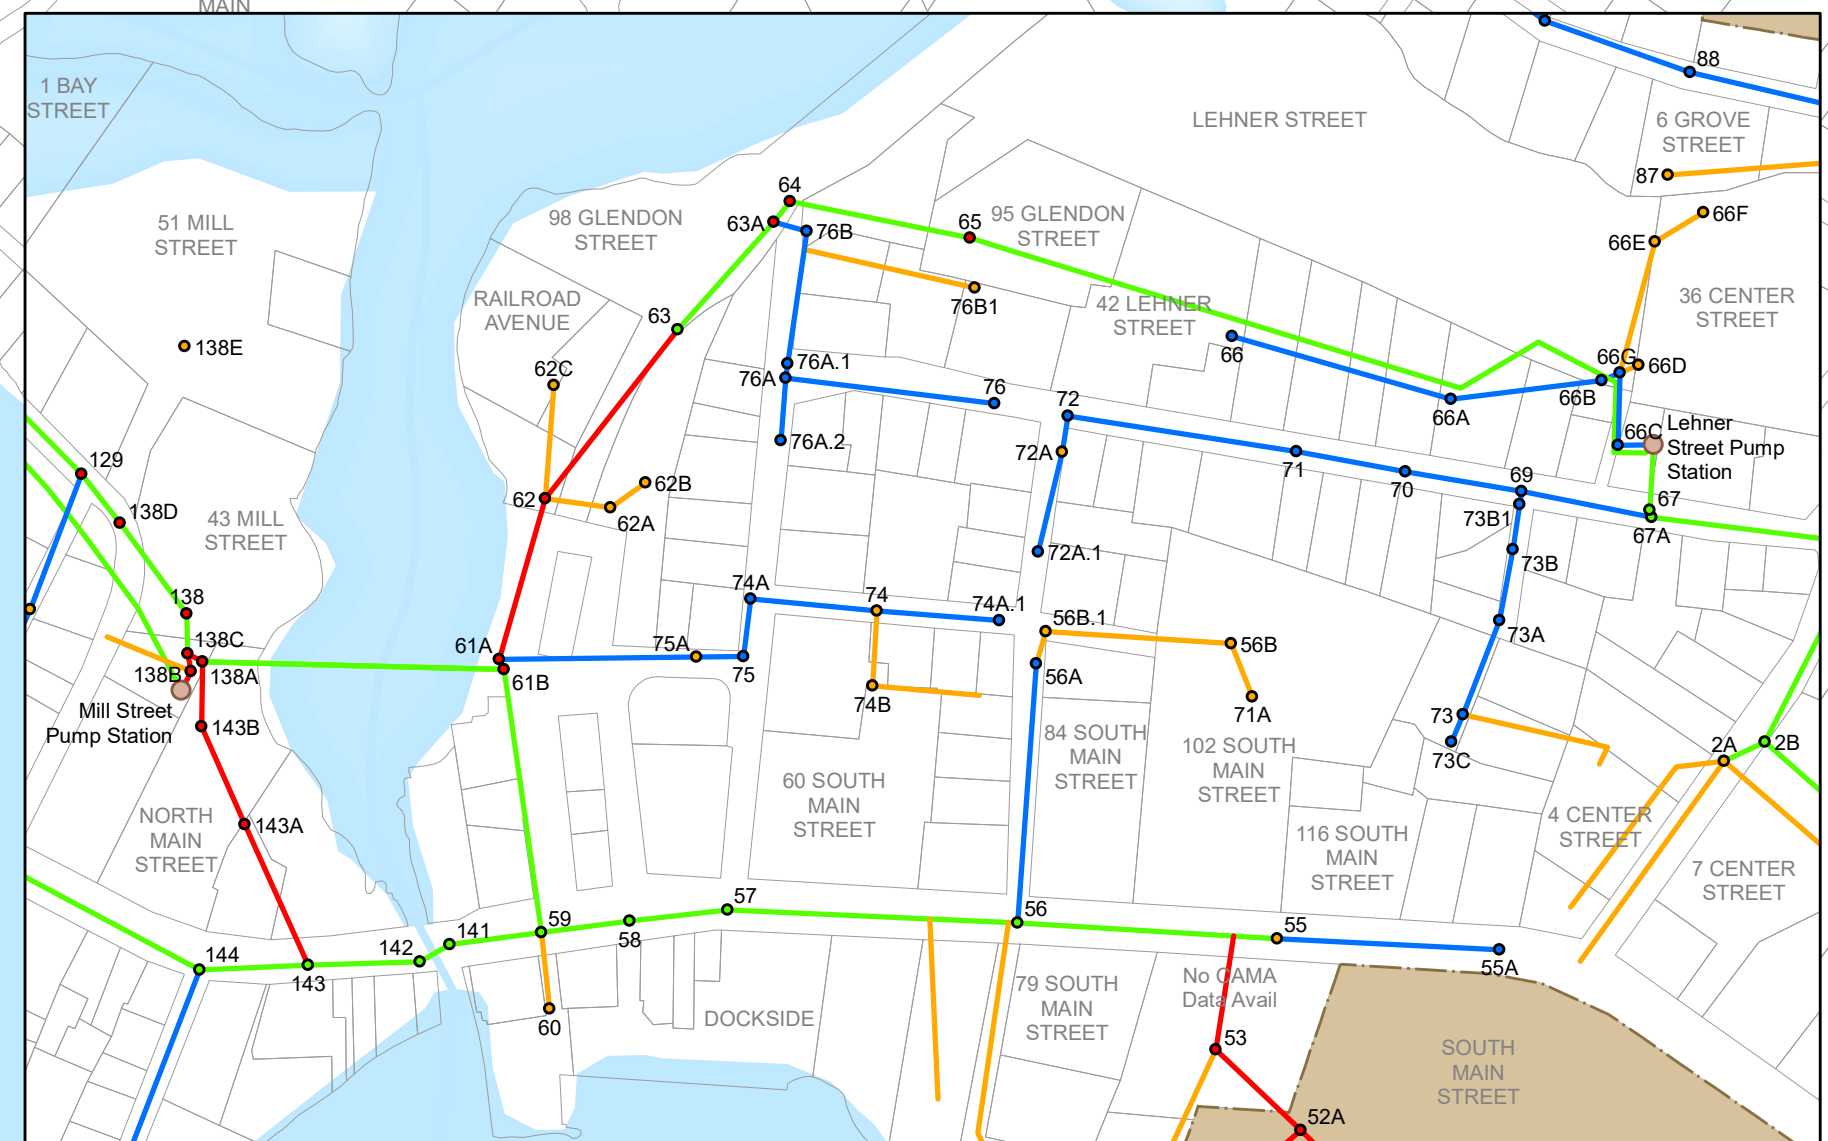 MAIN
88
1 BAY
STREET
LEHNER STREET
6 GROVE
STREET
87
64
66F
63A
76B
65
95 GLENDON
STREET
98 GLENDON
STREET
51 MILL
STREET
66E
RAILROAD
AVENUE
76B1
42 LEHNER
STREET
36 CENTER
STREET
63
138E
66
62C
76A.1
76A
76
66G
66D
66B
66A
72
Lehner
Street Pump
Station
66C
76A.2
72A
71
70
69
129
62B
62
62A
138D
43 MILL
STREET
73B1
67
67A
72A.1
73B
138
74A
74
74A.1
56B.1
73A
138C
61A
75A
75
56B
138B
138A
61B
56A
74B
71A
73
Mill Street
Pump Station
143B
84 SOUTH
MAIN
STREET
102 SOUTH
MAIN
STREET
73C
2A
2B
60 SOUTH
MAIN
STREET
NORTH
MAIN
STREET
143A
116 SOUTH
MAIN
STREET
4 CENTER
STREET
7 CENTER
STREET
57
56
55
59
58
141
142
144
143
55A
No CAMA
Data Avail
79 SOUTH
MAIN
STREET
60
DOCKSIDE
53
SOUTH
MAIN
STREET
52A